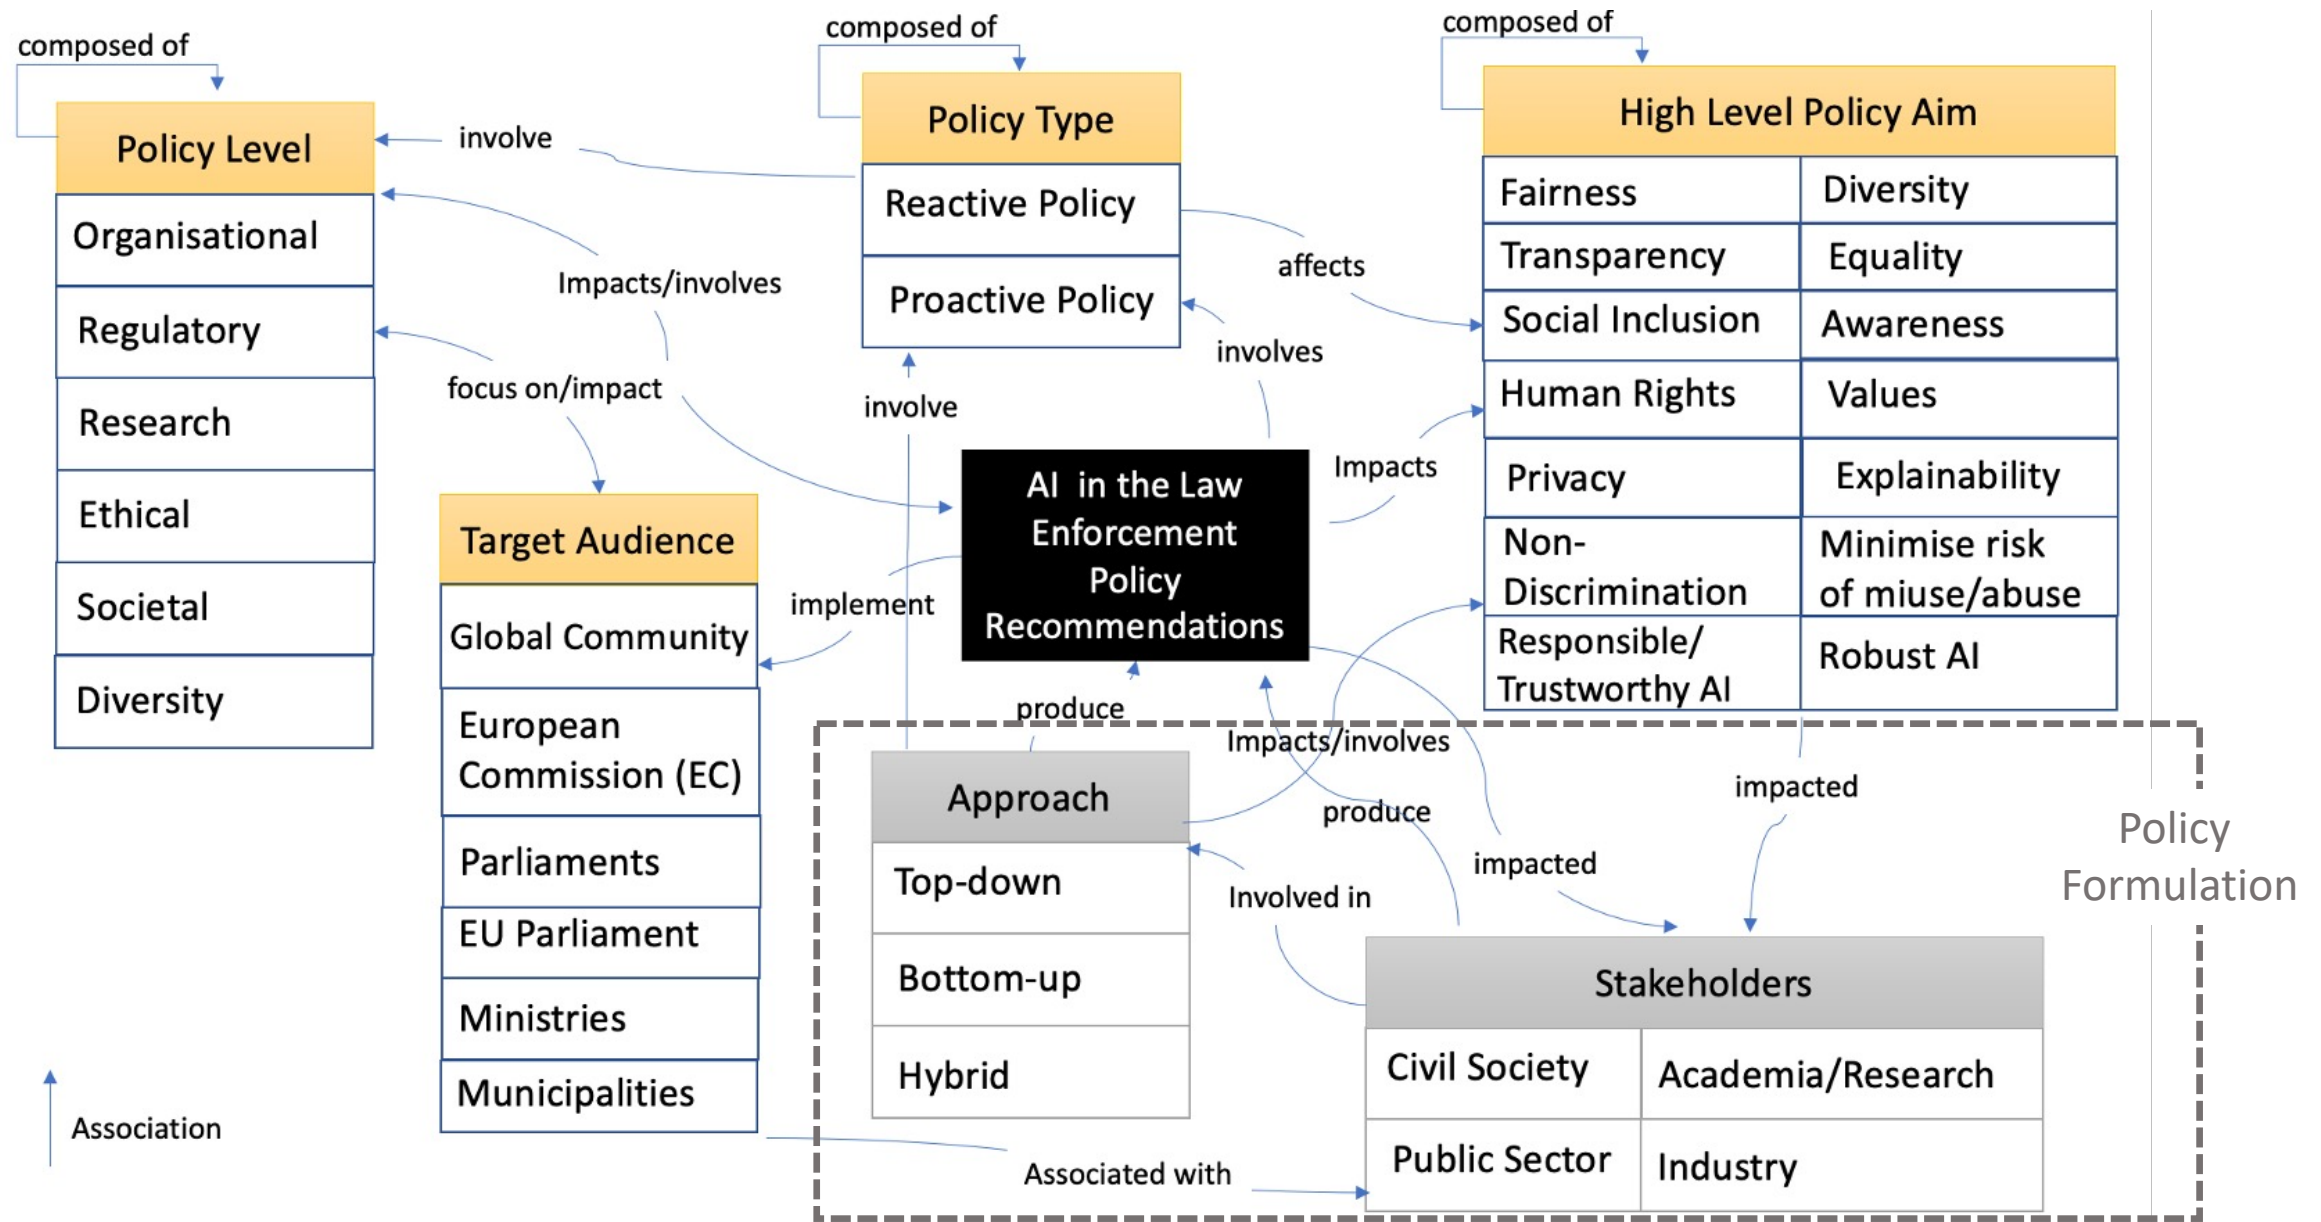 composed of
Policy Level
Organisational
Regulatory
Research
Ethical
Societal
Diversity
involve
Impacts/involves
focus on/impact
composed of
Policy Type
Reactive Policy
Proactive Policy
affects
involves
involve
Impacts
composed of
High Level Policy Aim
Fairness
Diversity
Transparency
Equality
Social Inclusion
Awareness
Human Rights
Values
Privacy
Explainability
Non-
Discrimination
Minimise risk
of miuse/abuse
Responsible/
Trustworthy AI
Robust AI
Target Audience
Global Community
European
Commission (EC)
Parliaments
EU Parliament
Ministries
Municipalities
implement
AI  in the Law
Enforcement
Policy
Recommendations
produce
Impacts/involves
produce
impacted
impacted
Policy
Formulation
Approach
Top-down
Bottom-up
Hybrid
Involved in
Stakeholders
Civil Society
Academia/Research
Public Sector
Industry
Associated with
Association